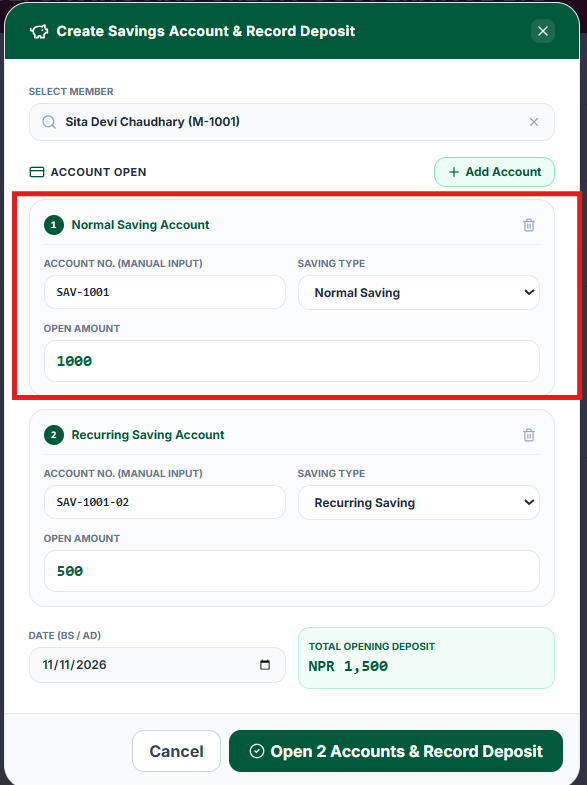 Create Savings Account & Record Deposit
SELECT MEMBER
Sita Devi Chaudhary (M-1001)
ACCOUNT OPEN
+ Add Account
1 Normal Saving Account
ACCOUNT NO. (MANUAL INPUT) SAVING TYPE
SAV-1001 Normal Saving
OPEN AMOUNT
1000
2 Recurring Saving Account
ACCOUNT NO. (MANUAL INPUT) SAVING TYPE
SAV-1001-02 Recurring Saving
OPEN AMOUNT
500
DATE (BS / AD)
11/11/2026
TOTAL OPENING DEPOSIT
NPR 1,500
Cancel
Open 2 Accounts & Record Deposit